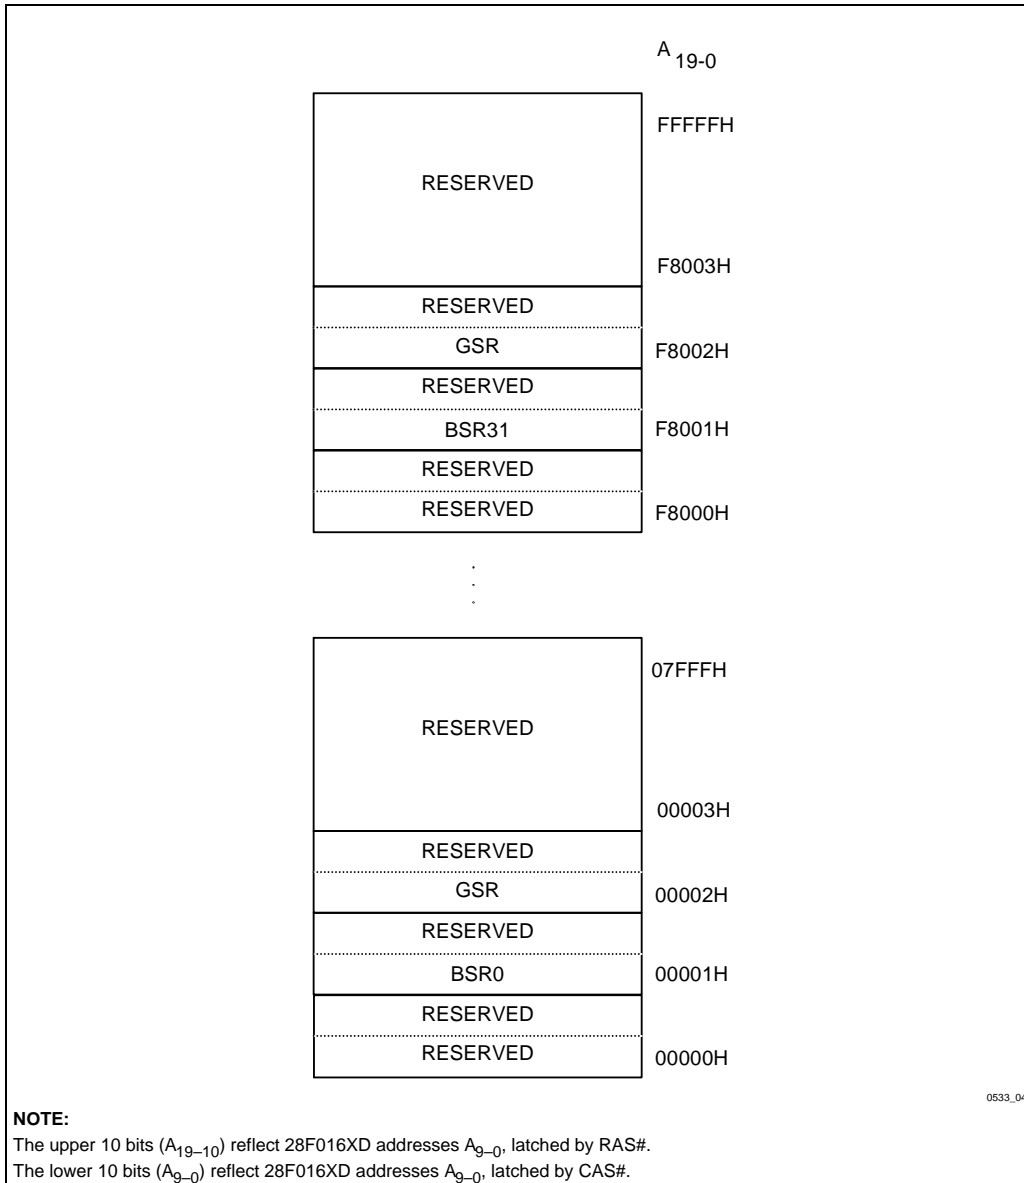 A 19-0
FFFFFH
RESERVED
F8003H
RESERVED
GSR F8002H
RESERVED
BSR31 F8001H
RESERVED
RESERVED F8000H
07FFFH
RESERVED
00003H
RESERVED
GSR 00002H
RESERVED
BSR0 00001H
RESERVED
RESERVED 00000H
0533_04
NOTE:
The upper 10 bits (A19–10) reflect 28F016XD addresses A9–0, latched by RAS#.
The lower 10 bits (A9–0) reflect 28F016XD addresses A9–0, latched by CAS#.